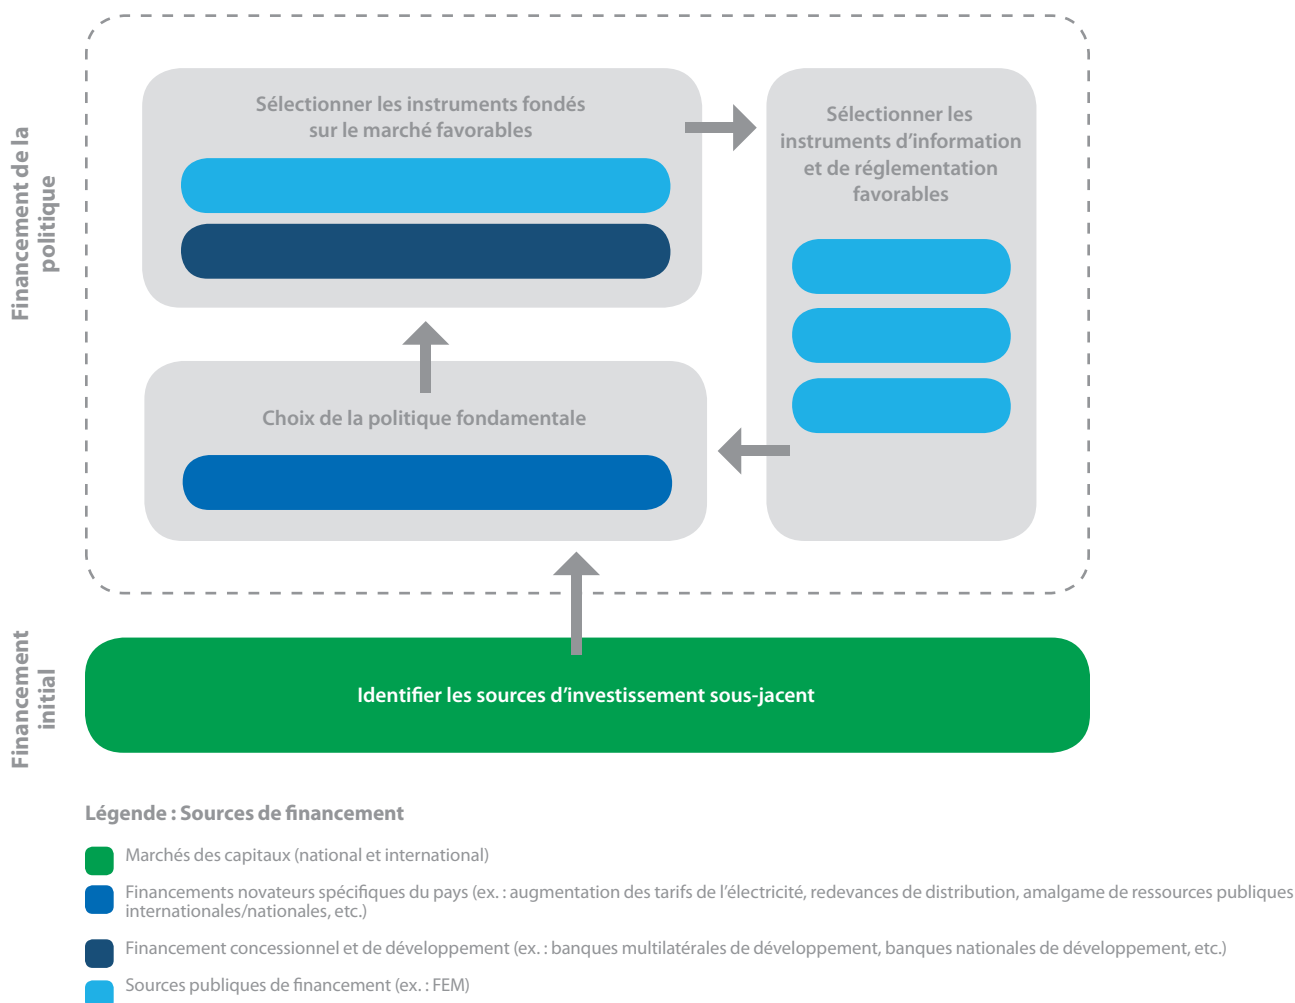 Financement de la
politique
Sélectionner les instruments fondés
sur le marché favorables
Sélectionner les
instruments d’information
et de réglementation
favorables
Choix de la politique fondamentale
Financement
initial
Identifier les sources d’investissement sous-jacent
Légende : Sources de financement
Marchés des capitaux (national et international)
Financements novateurs spécifiques du pays (ex. : augmentation des tarifs de l’électricité, redevances de distribution, amalgame de ressources publiques
internationales/nationales, etc.)
Financement concessionnel et de développement (ex. : banques multilatérales de développement, banques nationales de développement, etc.)
Sources publiques de financement (ex. : FEM)